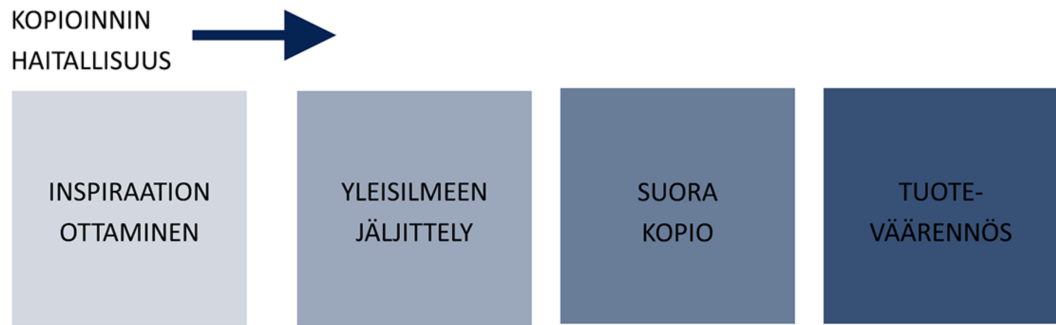 KOPIOINNIN
HAITALLISUUS
INSPIRAATION
OTTAMINEN
YLEISILMEEN
JÄLJITTELY
SUORA
KOPIO
TUOTE-
VÄÄRENNÖS